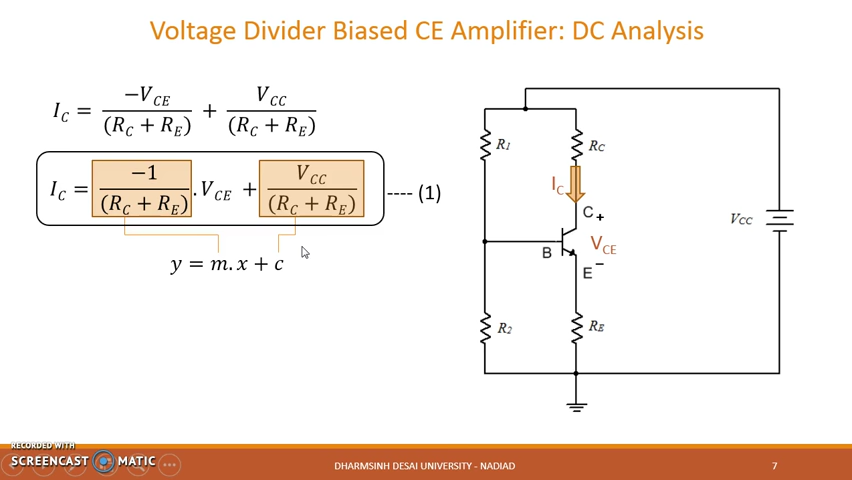 Voltage Divider Biased CE Amplifier: DC Analysis
I_C = −V_CE / (R_C + R_E) + V_CC / (R_C + R_E)
I_C = −1 / (R_C + R_E) . V_CE + V_CC / (R_C + R_E) ---- (1)
y = m. x + c
R1
RC
IC
C +
VCE
B
E −
R2
RE
VCC
RECORDED WITH
SCREENCAST MATIC
DHARMSINH DESAI UNIVERSITY - NADIAD
7